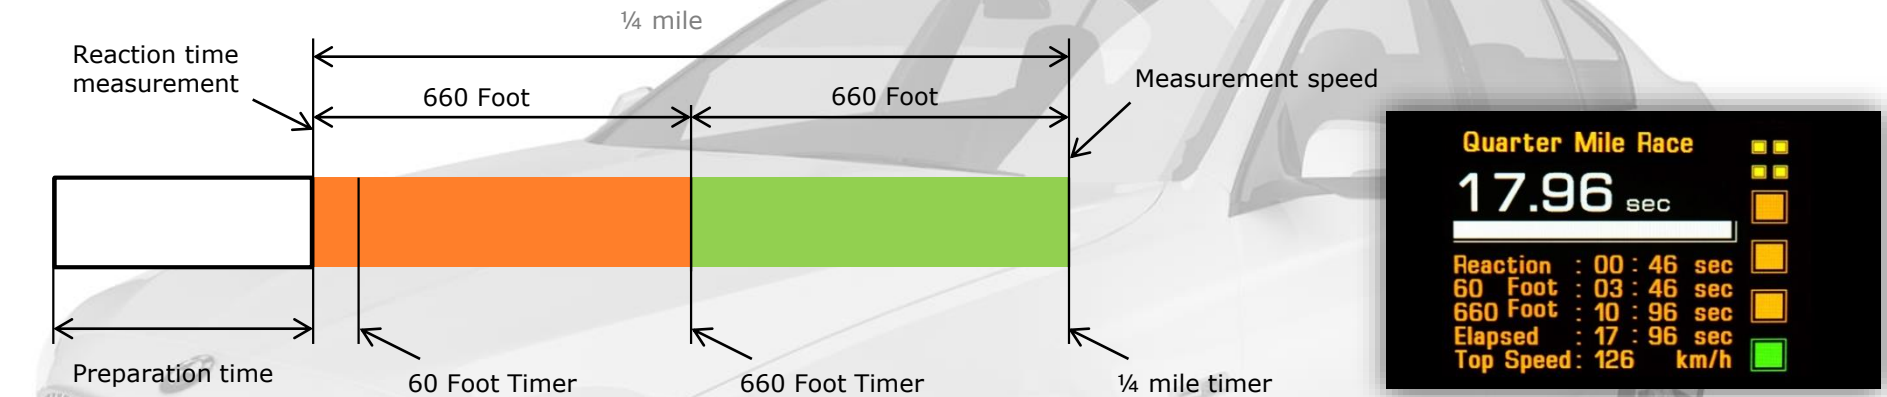 ¼ mile
Reaction time
measurement
660 Foot
660 Foot
Measurement speed
Preparation time
60 Foot Timer
660 Foot Timer
¼ mile timer
Quarter Mile Race
17.96 sec
Reaction : 00 : 46 sec
60 Foot : 03 : 46 sec
660 Foot : 10 : 96 sec
Elapsed : 17 : 96 sec
Top Speed : 126 km/h